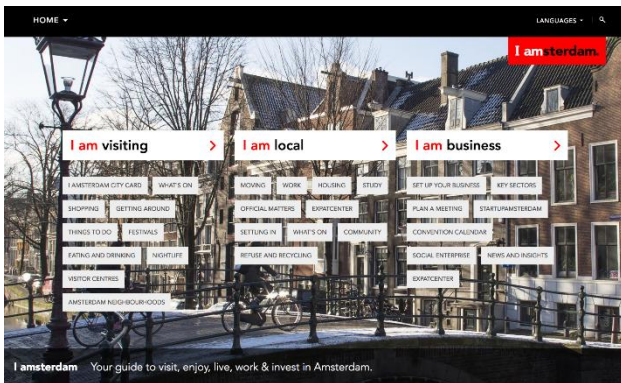 HOME
LANGUAGES
I amsterdam.
I am visiting
I AMSTERDAM CITY CARD
WHAT'S ON
SHOPPING
GETTING AROUND
THINGS TO DO
FESTIVALS
EATING AND DRINKING
NIGHTLIFE
VISITOR CENTRES
AMSTERDAM NEIGHBOURHOODS
I am local
MOVING
WORK
HOUSING
STUDY
OFFICIAL MATTERS
EXPATCENTER
SETTLING IN
WHAT'S ON
COMMUNITY
REFUSE AND RECYCLING
I am business
SET UP YOUR BUSINESS
KEY SECTORS
PLAN A MEETING
STARTUPAMSTERDAM
CONVENTION CALENDAR
SOCIAL ENTERPRISE
NEWS AND INSIGHTS
EXPATCENTER
I amsterdam Your guide to visit, enjoy, live, work & invest in Amsterdam.